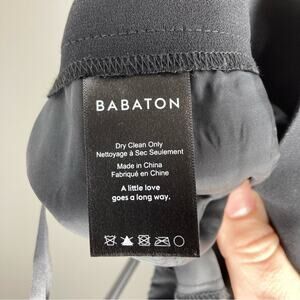 BABATON
Dry Clean Only
Nettoyage à Sec Seulement
Made in China
Fabriqué en Chine
A little love
goes a long way.